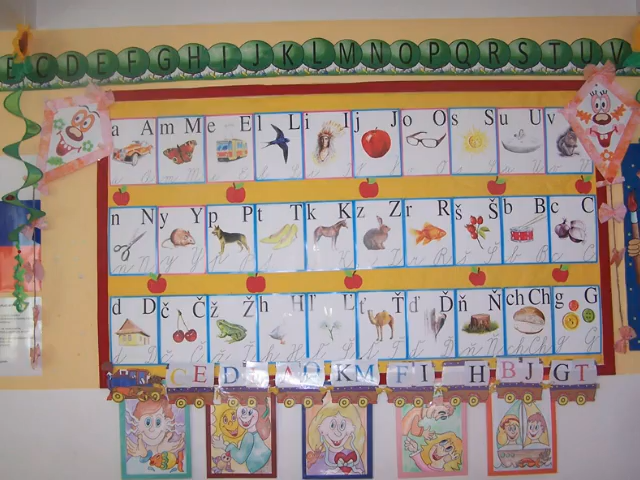 E C D E F G H I J K L M N O P Q R S T U V
a A m M e E l L i I j J o O s S u U v
n N y Y p P t T k K z Z r R š Š b B c C
d D č Č ž Ž h H ľ Ľ ť Ť ď Ď ň Ň ch Ch g G
C E D A O K M F I H B J G T